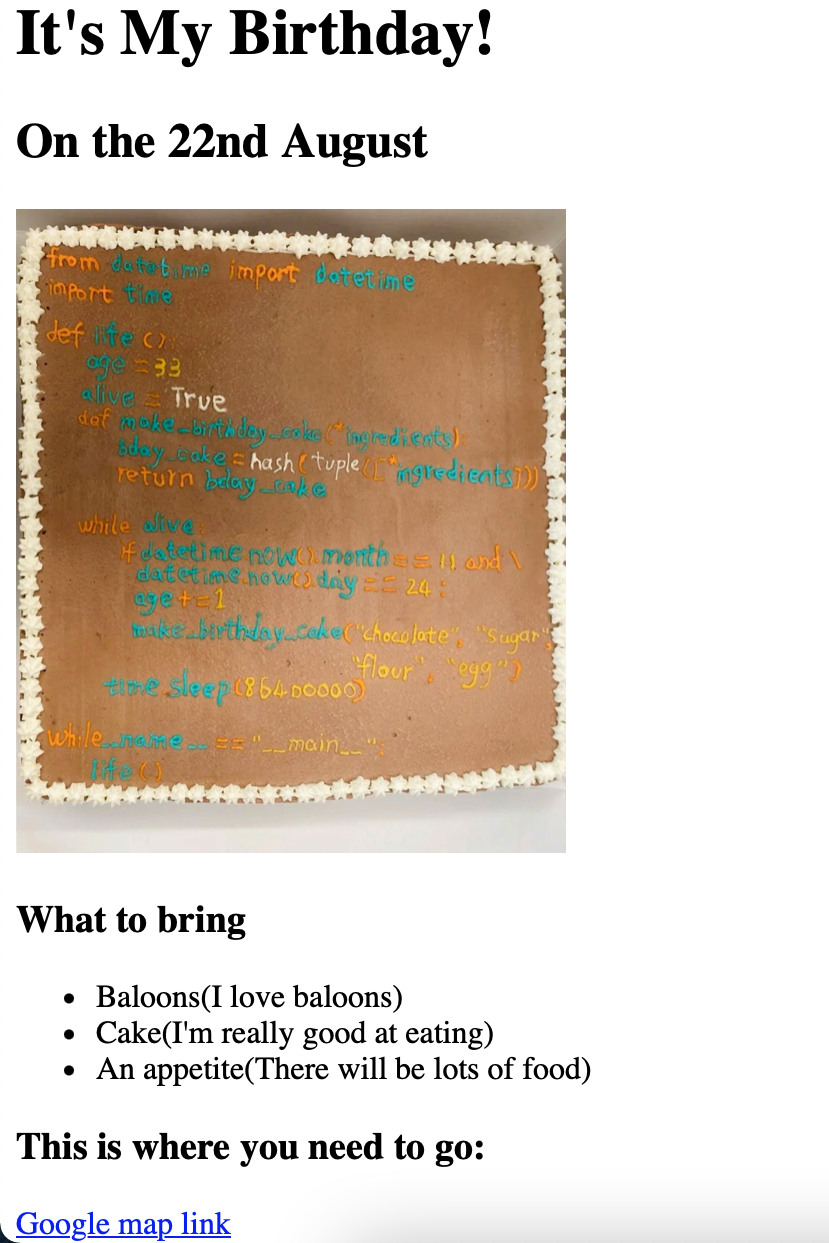 It's My Birthday!
On the 22nd August
from datetime import datetime
import time
def life ():
age = 33
alive = True
def make_birthday_cake(*ingredients):
bday_cake = hash(tuple([*ingredients]))
return bday_cake
while alive:
if datetime.now().month == 11 and \
datetime.now().day == 24 :
age += 1
make_birthday_cake("chocolate", "sugar",
"flour", "egg")
time.sleep(86400000)
while __name__ == "__main__":
life()
What to bring
Baloons(I love baloons)
Cake(I'm really good at eating)
An appetite(There will be lots of food)
This is where you need to go:
Google map link